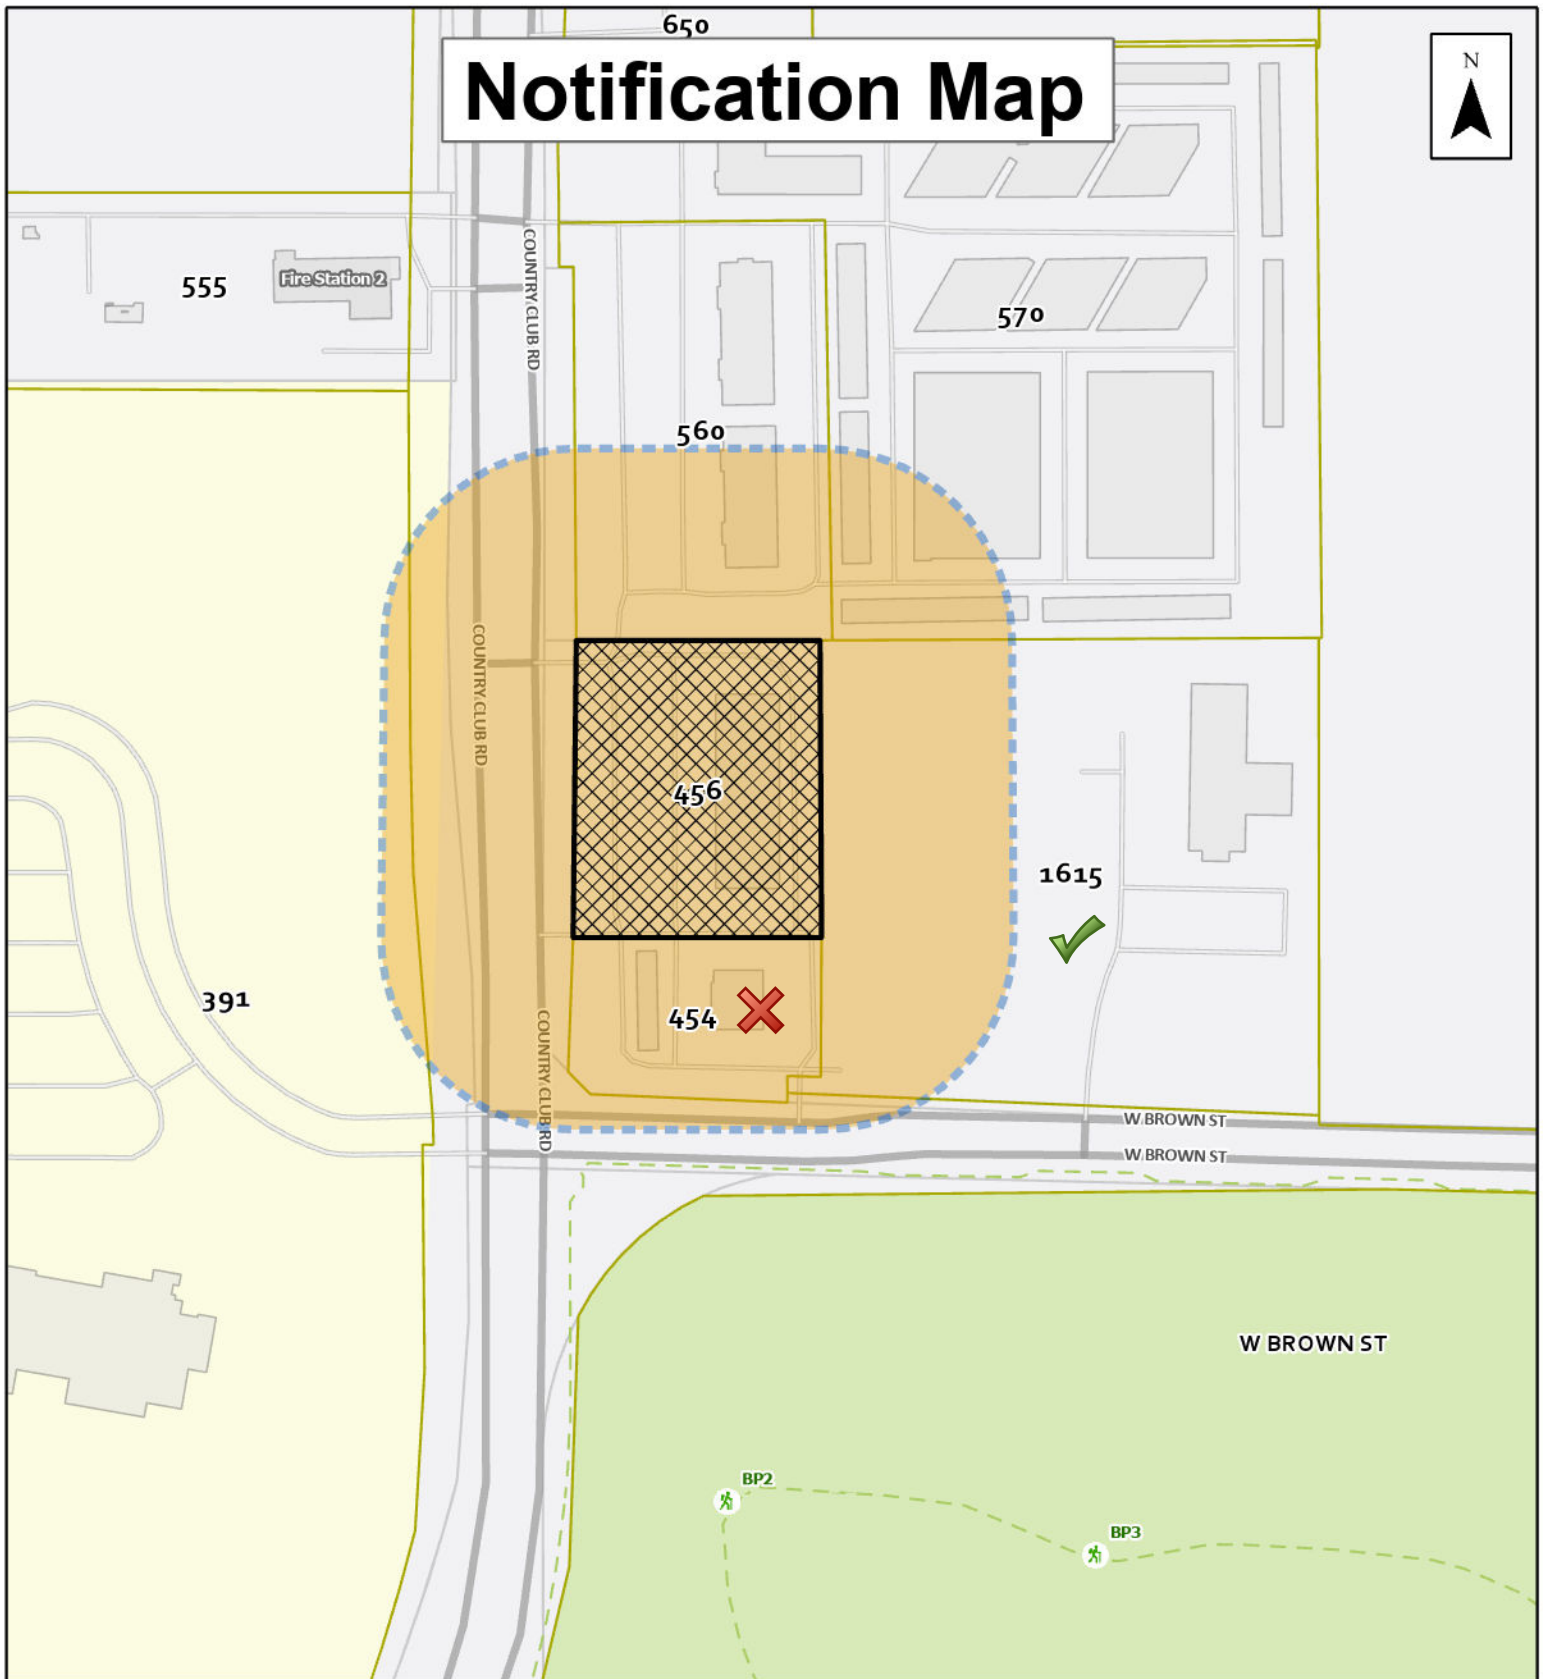 650
Notification Map
N
COUNTRY CLUB RD
555
Fire Station 2
570
560
COUNTRY CLUB RD
456
1615
391
454
COUNTRY CLUB RD
W BROWN ST
W BROWN ST
W BROWN ST
BP2
BP3